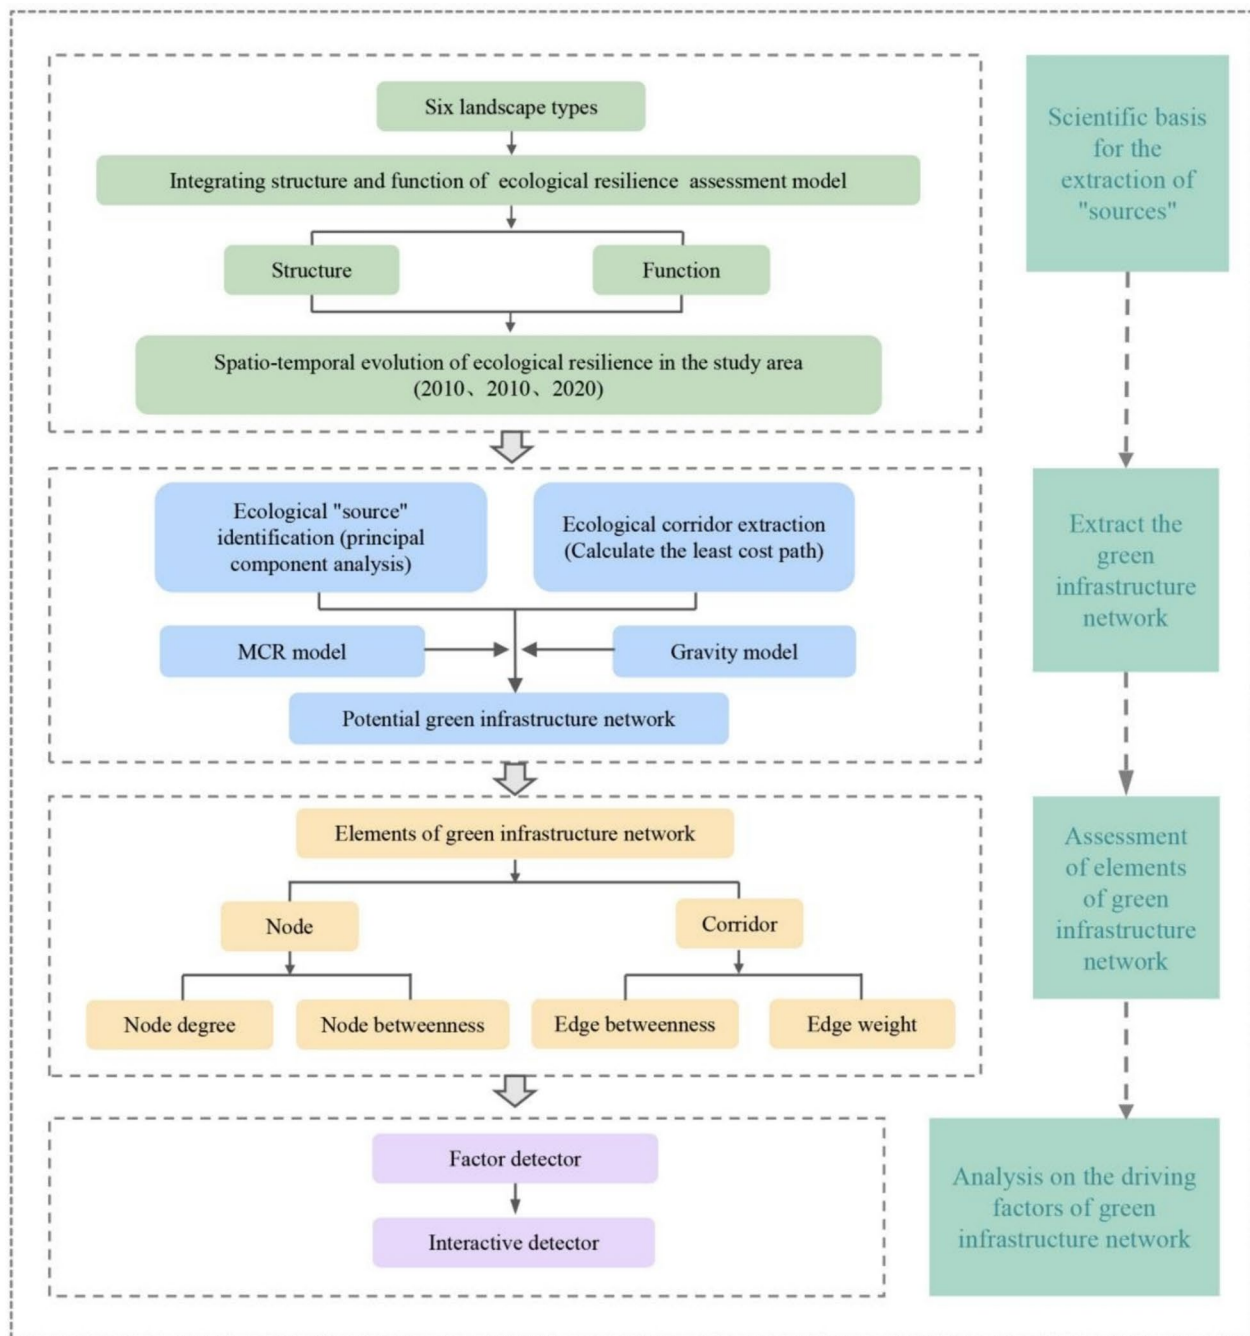 Six landscape types
Integrating structure and function of ecological resilience assessment model
Structure
Function
Spatio-temporal evolution of ecological resilience in the study area
(2010、2010、2020)
Scientific basis
for the
extraction of
"sources"
Ecological "source"
identification (principal
component analysis)
Ecological corridor extraction
(Calculate the least cost path)
MCR model
Gravity model
Potential green infrastructure network
Extract the
green
infrastructure
network
Elements of green infrastructure network
Node
Corridor
Node degree
Node betweenness
Edge betweenness
Edge weight
Assessment
of elements
of green
infrastructure
network
Factor detector
Interactive detector
Analysis on the driving
factors of green
infrastructure network